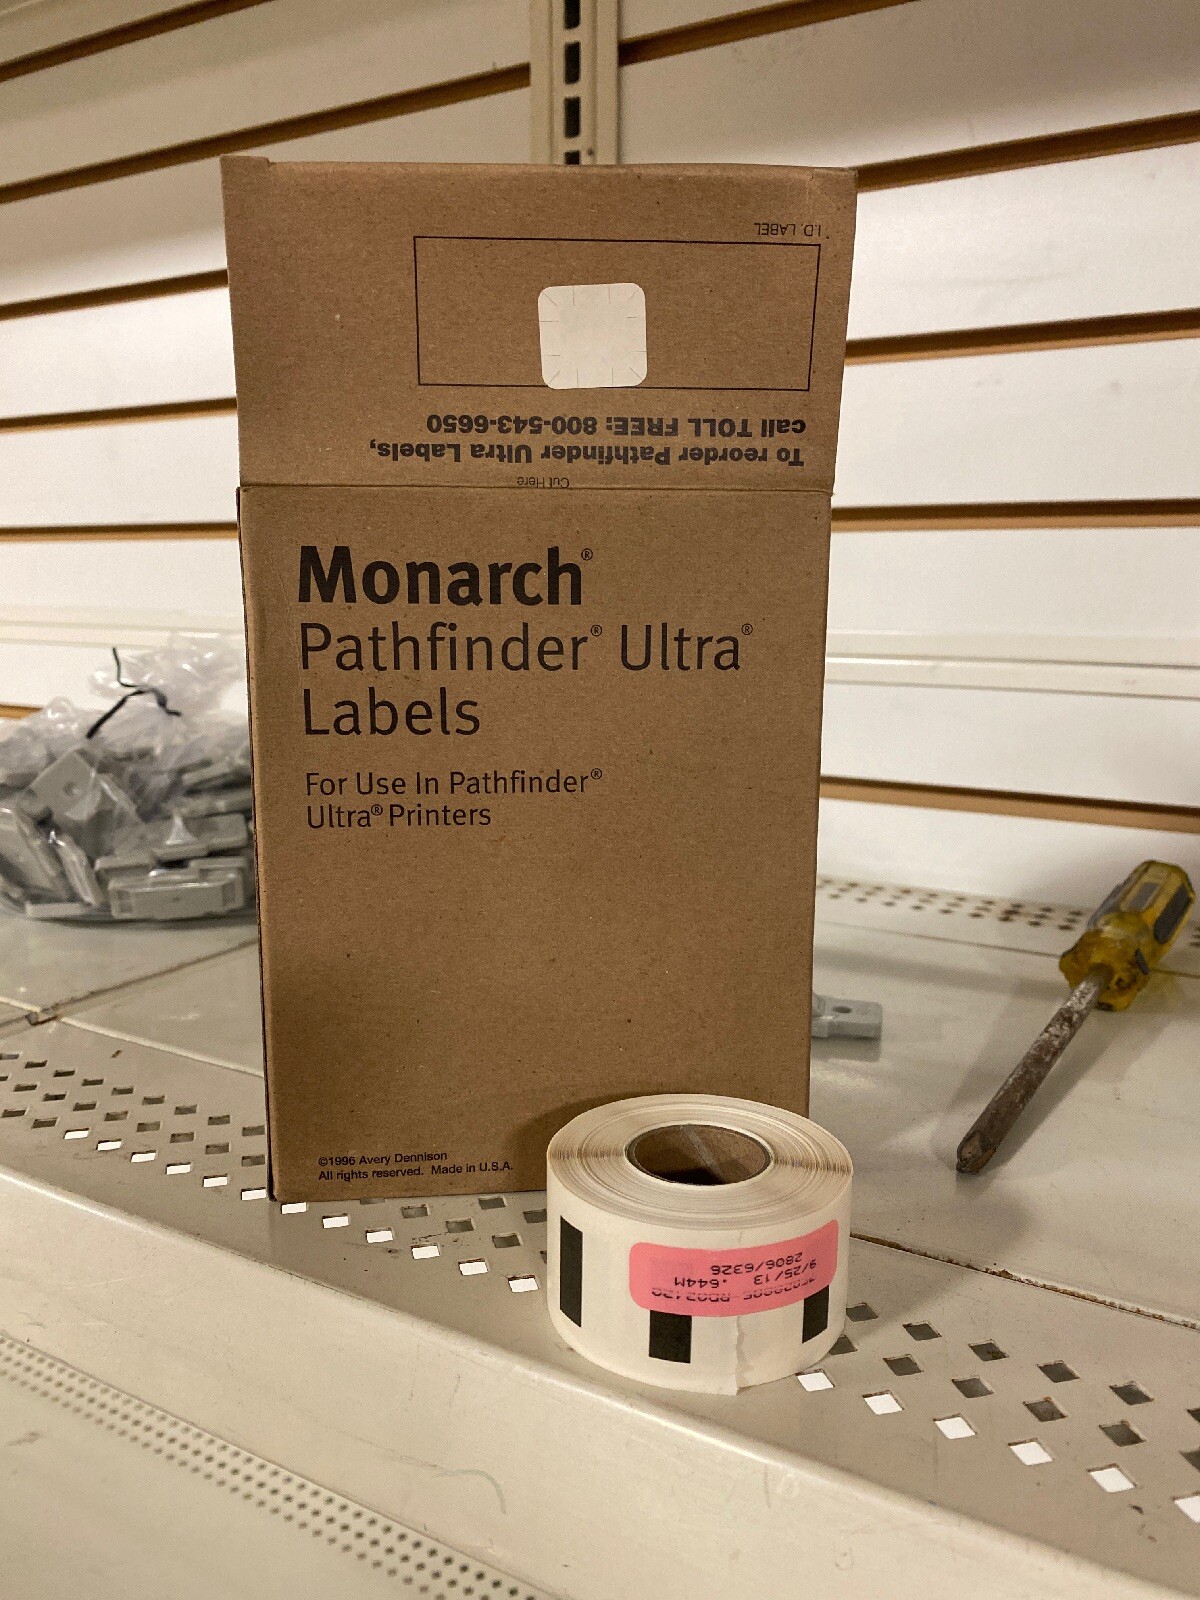 I.D. LABEL
To reorder Pathfinder Ultra Labels,
call TOLL FREE: 800-543-6650
Cut Here
Monarch®
Pathfinder® Ultra®
Labels
For Use In Pathfinder®
Ultra® Printers
©1996 Avery Dennison
All rights reserved. Made in U.S.A.
9/25/13 .644M
2806/6326